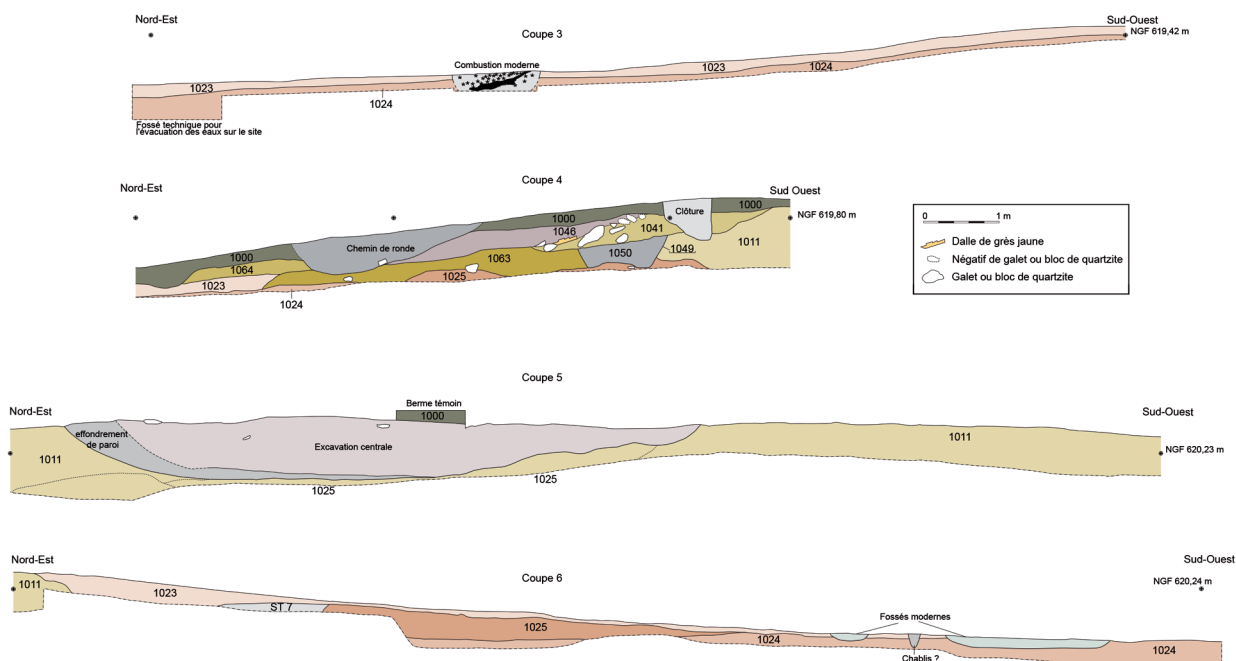 Nord-Est
Coupe 3
Sud-Ouest
NGF 619,42 m
Combustion moderne
1023
1024
1023
1024
Fossé technique pour
l'évacuation des eaux sur le site
Nord-Est
Coupe 4
Sud Ouest
NGF 619,80 m
1000
Clôture
1000
1046
1041
Chemin de ronde
1049
1011
1000
1064
1063
1050
1023
1025
1024
0 1 m
Dalle de grès jaune
Négatif de galet ou bloc de quartzite
Galet ou bloc de quartzite
Coupe 5
Nord-Est
Berme témoin
1000
Sud-Ouest
effondrement
de paroi
Excavation centrale
1011
1011
NGF 620,23 m
1025
1025
Nord-Est
Coupe 6
Sud-Ouest
NGF 620,24 m
1011
1023
ST 7
Fossés modernes
1025
1024
1024
Chablis ?